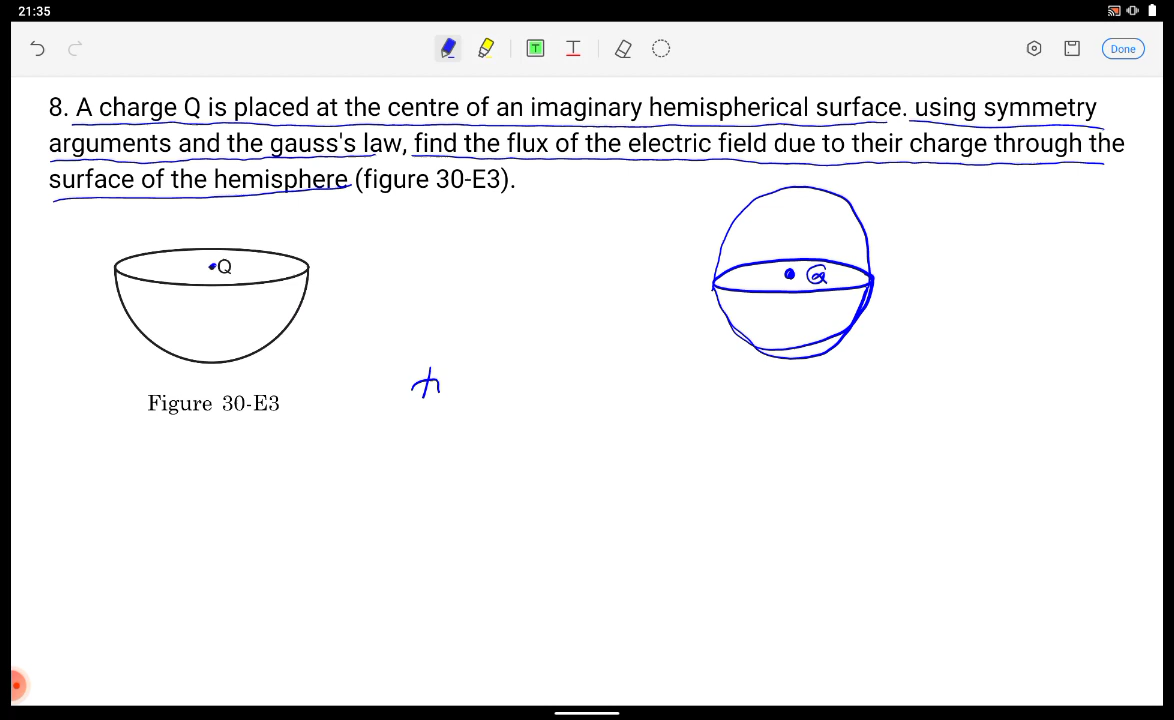 21:35
T
T
Done
8. A charge Q is placed at the centre of an imaginary hemispherical surface. using symmetry
arguments and the gauss's law, find the flux of the electric field due to their charge through the
surface of the hemisphere (figure 30-E3).
Q
Q
Figure 30-E3